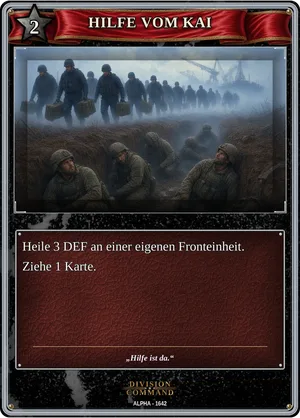 2
HILFE VOM KAI
Heile 3 DEF an einer eigenen Fronteinheit.
Ziehe 1 Karte.
„Hilfe ist da.“
DIVISION
COMMAND
ALPHA - 1642